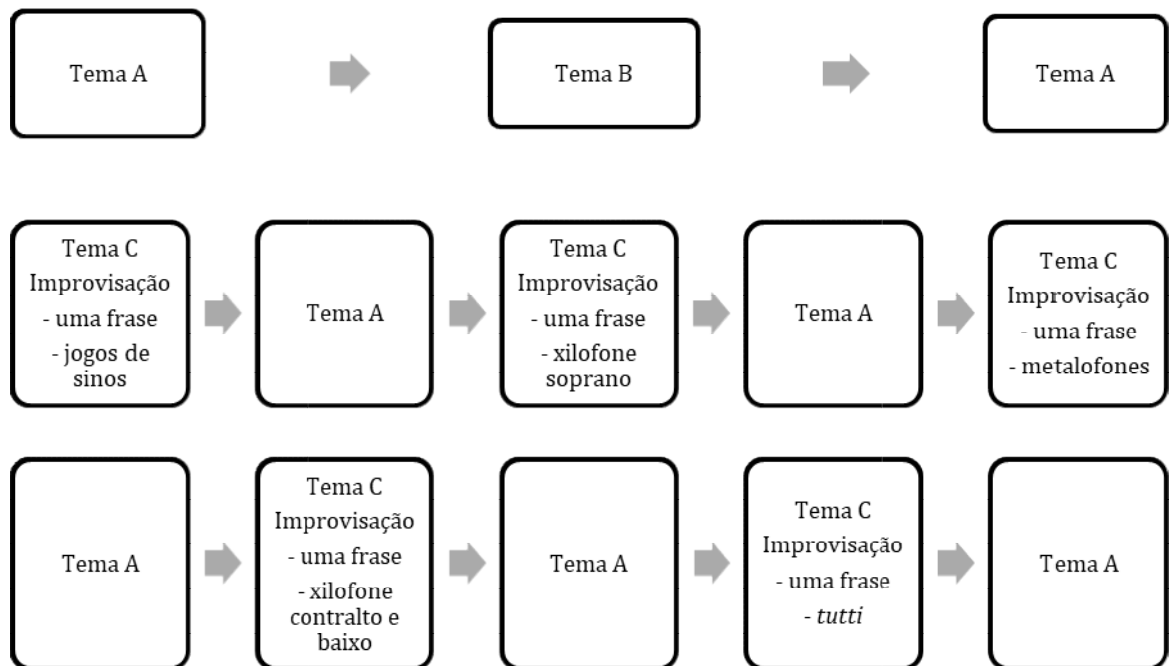 Tema A
Tema B
Tema A
Tema C
Improvisação
- uma frase
- jogos de
sinos
Tema A
Tema C
Improvisação
- uma frase
- xilofone
soprano
Tema A
Tema C
Improvisação
- uma frase
- metalofones
Tema A
Tema C
Improvisação
- uma frase
- xilofone
contralto e
baixo
Tema A
Tema C
Improvisação
- uma frase
- tutti
Tema A